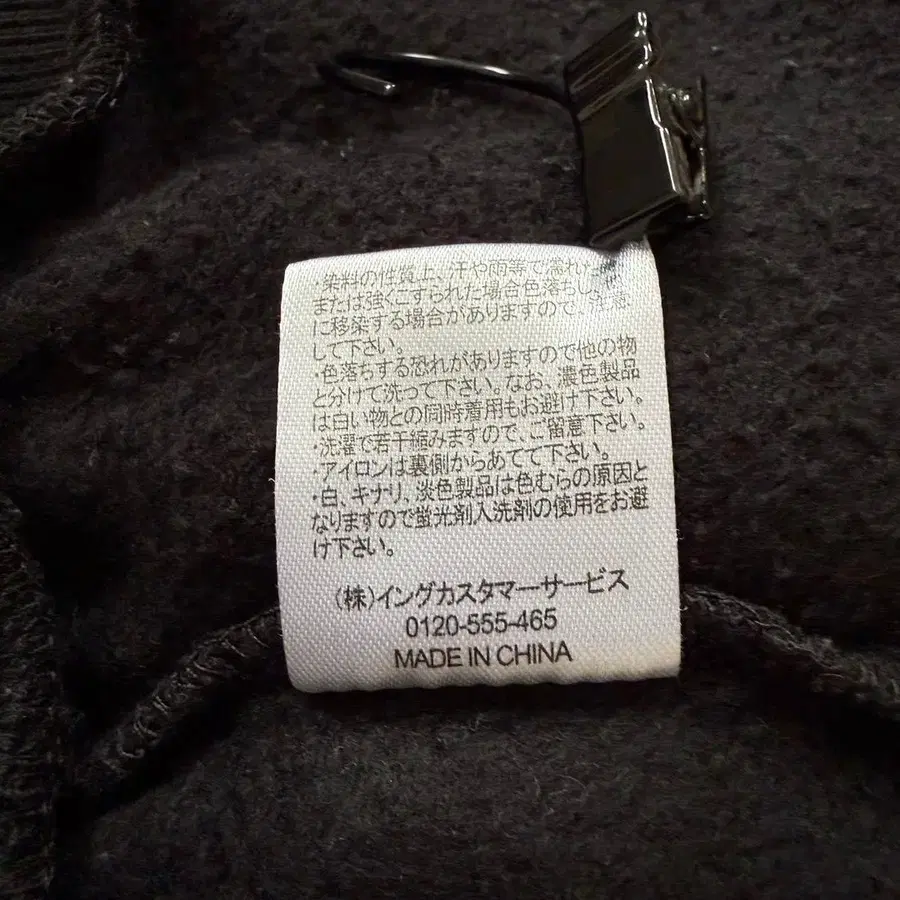 ・染料の性質上、汗や雨等で濡れた
または強くこすられた場合色落ちし
に移染する場合がありますので、注意
して下さい。
・色落ちする恐れがありますので他の物
と分けて洗って下さい。なお、濃色製品
は白い物との同時着用もお避け下さい。
・洗濯で若干縮みますので、ご留意下さい。
・アイロンは裏側からあてて下さい。
・白、キナリ、淡色製品は色むらの原因と
なりますので蛍光剤入洗剤の使用をお避
け下さい。
(株)イングカスタマーサービス
0120-555-465
MADE IN CHINA